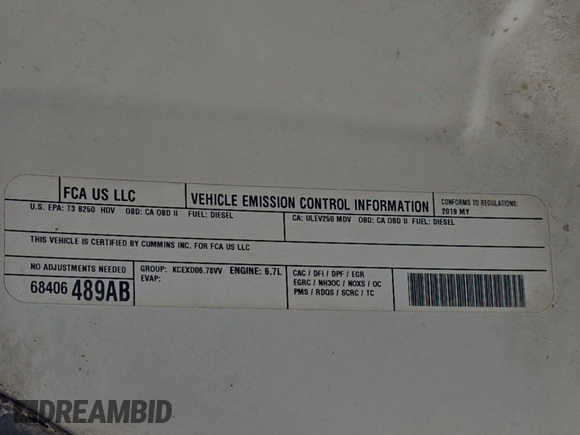 FCA US LLC
VEHICLE EMISSION CONTROL INFORMATION
CONFORMS TO REGULATIONS:
2019 MY
U.S. EPA: T3 B250 HDV OBD: CA OBD II FUEL: DIESEL
CA: ULEV250 MDV OBD: CA OBD II FUEL: DIESEL
THIS VEHICLE IS CERTIFIED BY CUMMINS INC. FOR FCA US LLC
NO ADJUSTMENTS NEEDED
68406 489AB
GROUP: KCEXD06.78VV ENGINE: 6.7L
EVAP:
CAC / DFI / DPF / EGR
EGRC / NH3OC / NOXS / OC
PMS / RDQS / SCRC / TC
DREAMBID